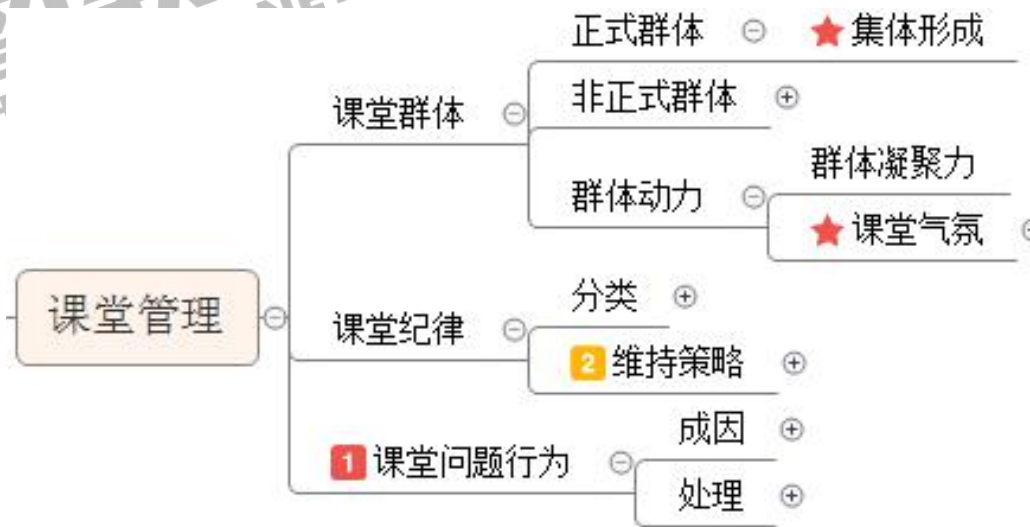 课堂管理
课堂群体
正式群体
集体形成
非正式群体
群体动力
群体凝聚力
课堂气氛
课堂纪律
分类
2 维持策略
1 课堂问题行为
成因
处理